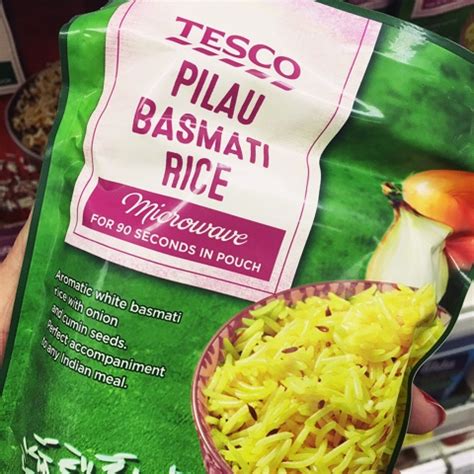 TESCO
PILAU
BASMATI
RICE
Microwave
FOR 90 SECONDS IN POUCH
Aromatic white basmati
rice with onion
and cumin seeds.
Perfect accompaniment
to any Indian meal.